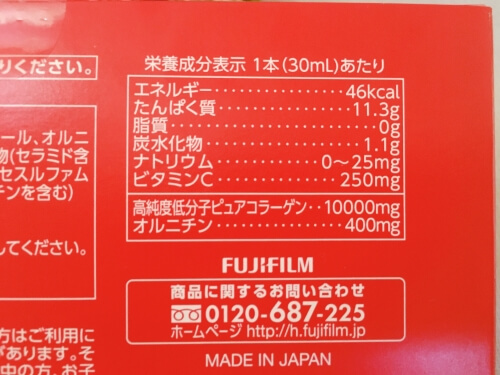 りください。
ール、オルニ
物(セラミド含
セスルファム
チンを含む)
してください。
方はご利用に
があります。そ
中の方、お子
栄養成分表示 1本(30mL)あたり
エネルギー‥‥‥‥‥‥46kcal
たんぱく質‥‥‥‥‥‥11.3g
脂質‥‥‥‥‥‥‥‥‥‥0g
炭水化物‥‥‥‥‥‥‥1.1g
ナトリウム‥‥‥‥0～25mg
ビタミンC‥‥‥‥‥‥250mg
高純度低分子ピュアコラーゲン‥10000mg
オルニチン‥‥‥‥‥‥400mg
FUJIFILM
商品に関するお問い合わせ
0120-687-225
ホームページ http://h.fujifilm.jp
MADE IN JAPAN